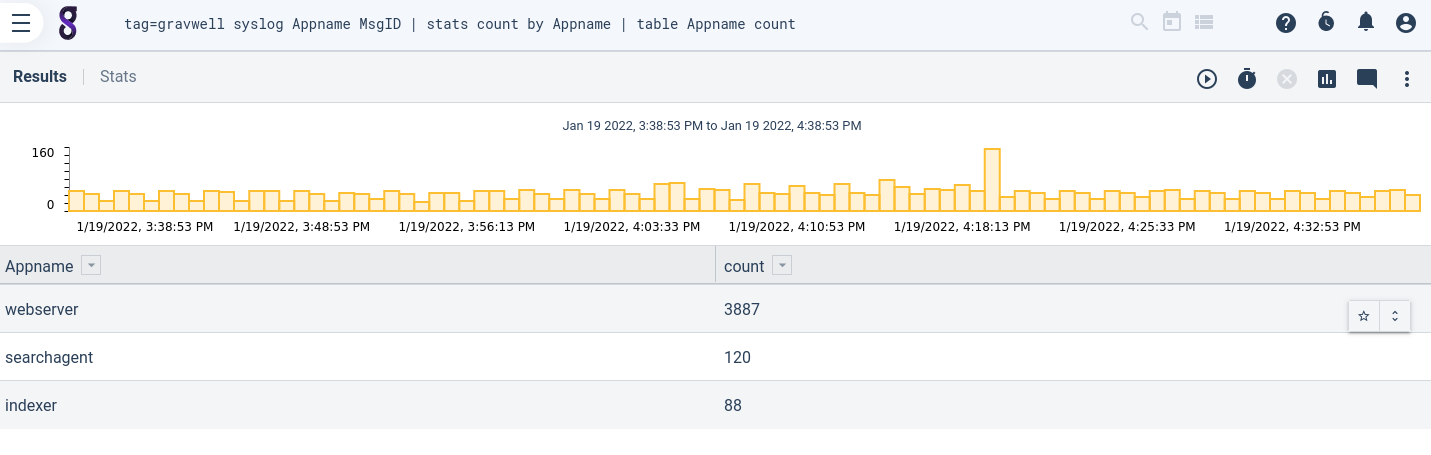 tag=gravwell syslog Appname MsgID | stats count by Appname | table Appname count
Results Stats
Jan 19 2022, 3:38:53 PM to Jan 19 2022, 4:38:53 PM
160
0
1/19/2022, 3:38:53 PM 1/19/2022, 3:48:53 PM 1/19/2022, 3:56:13 PM 1/19/2022, 4:03:33 PM 1/19/2022, 4:10:53 PM 1/19/2022, 4:18:13 PM 1/19/2022, 4:25:33 PM 1/19/2022, 4:32:53 PM
Appname count
webserver 3887
searchagent 120
indexer 88